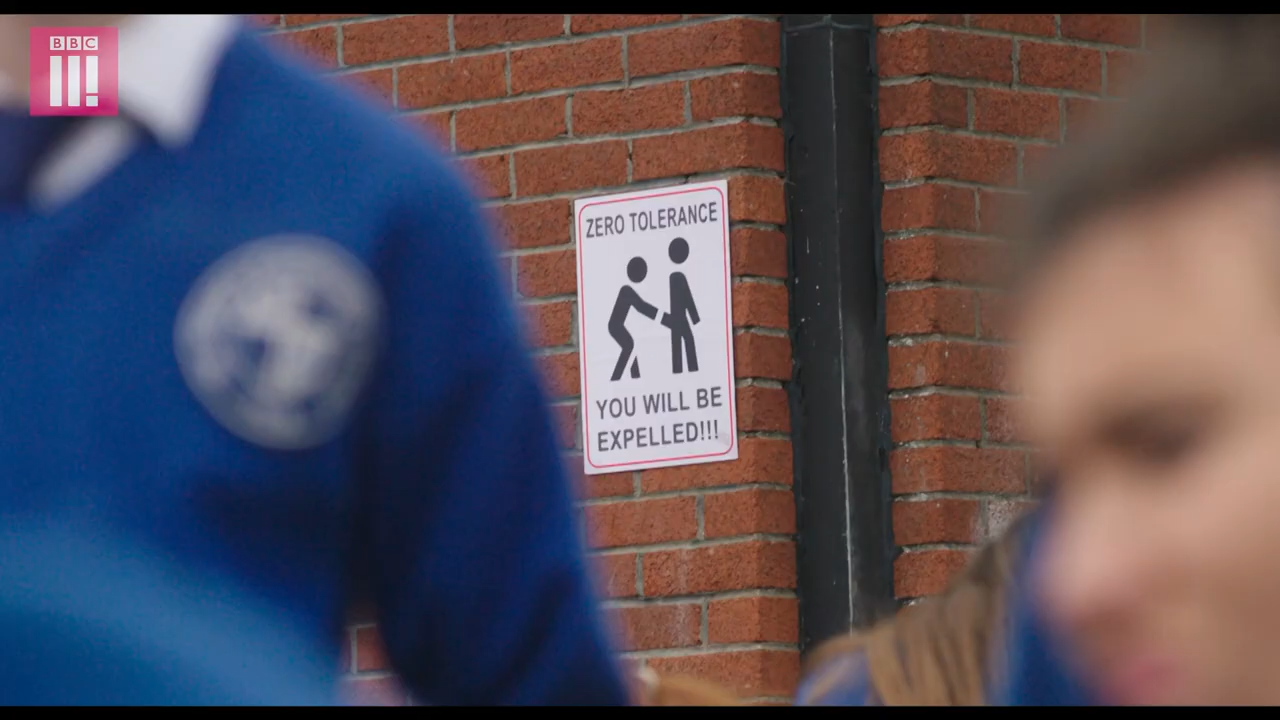 BBC
III!
ZERO TOLERANCE
YOU WILL BE
EXPELLED!!!